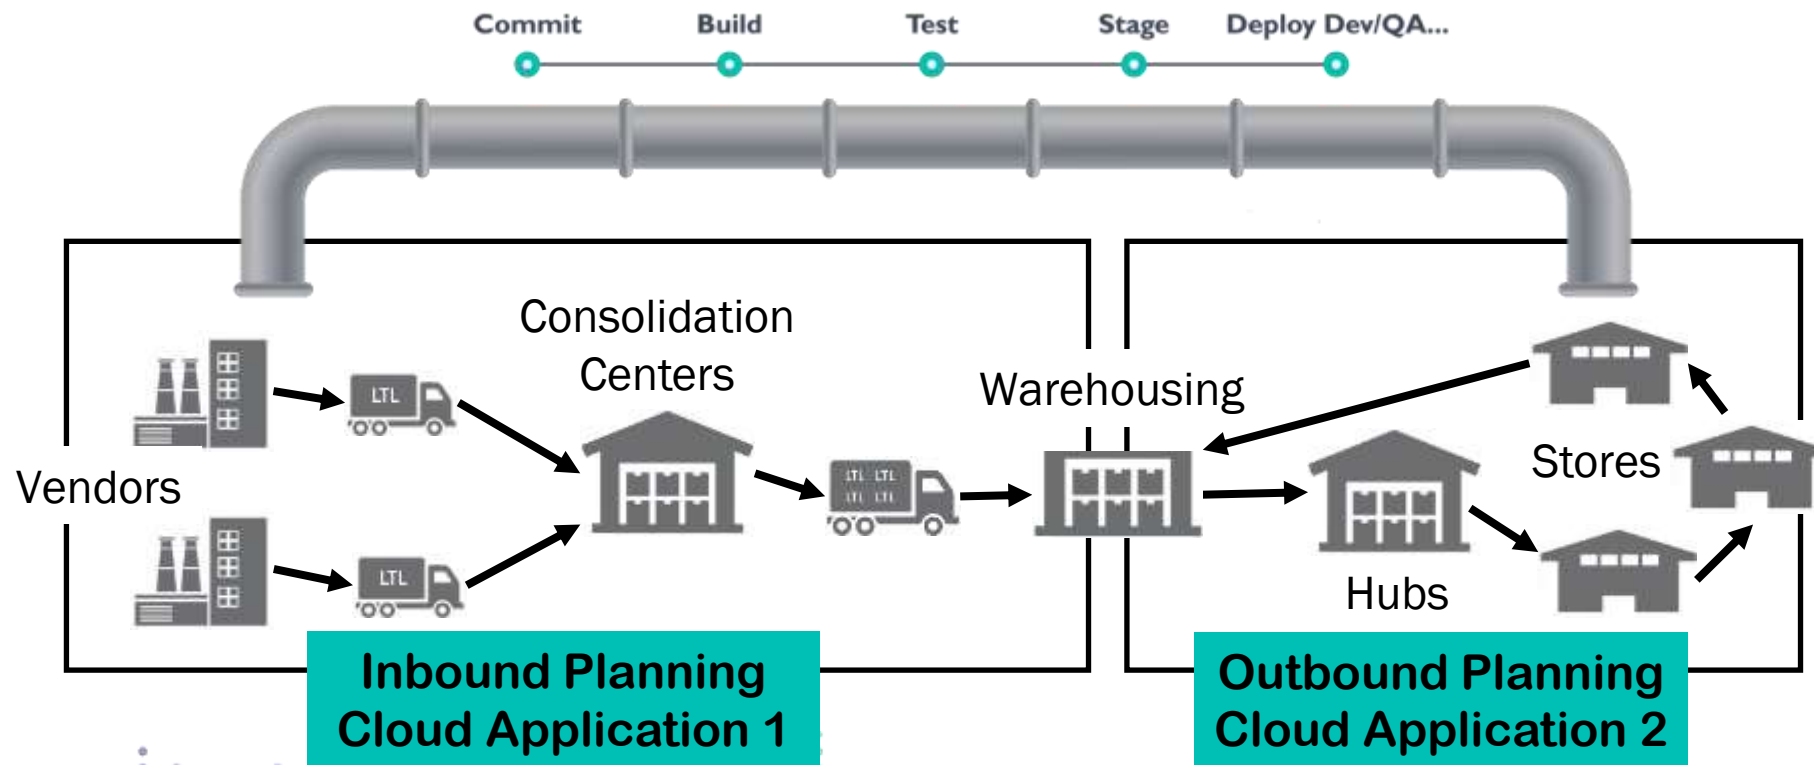 Commit
Build
Test
Stage
Deploy Dev/QA...
Consolidation
Centers
Warehousing
LTL
LTL LTL
LTL LTL
Vendors
Stores
LTL
Hubs
Inbound Planning
Cloud Application 1
Outbound Planning
Cloud Application 2